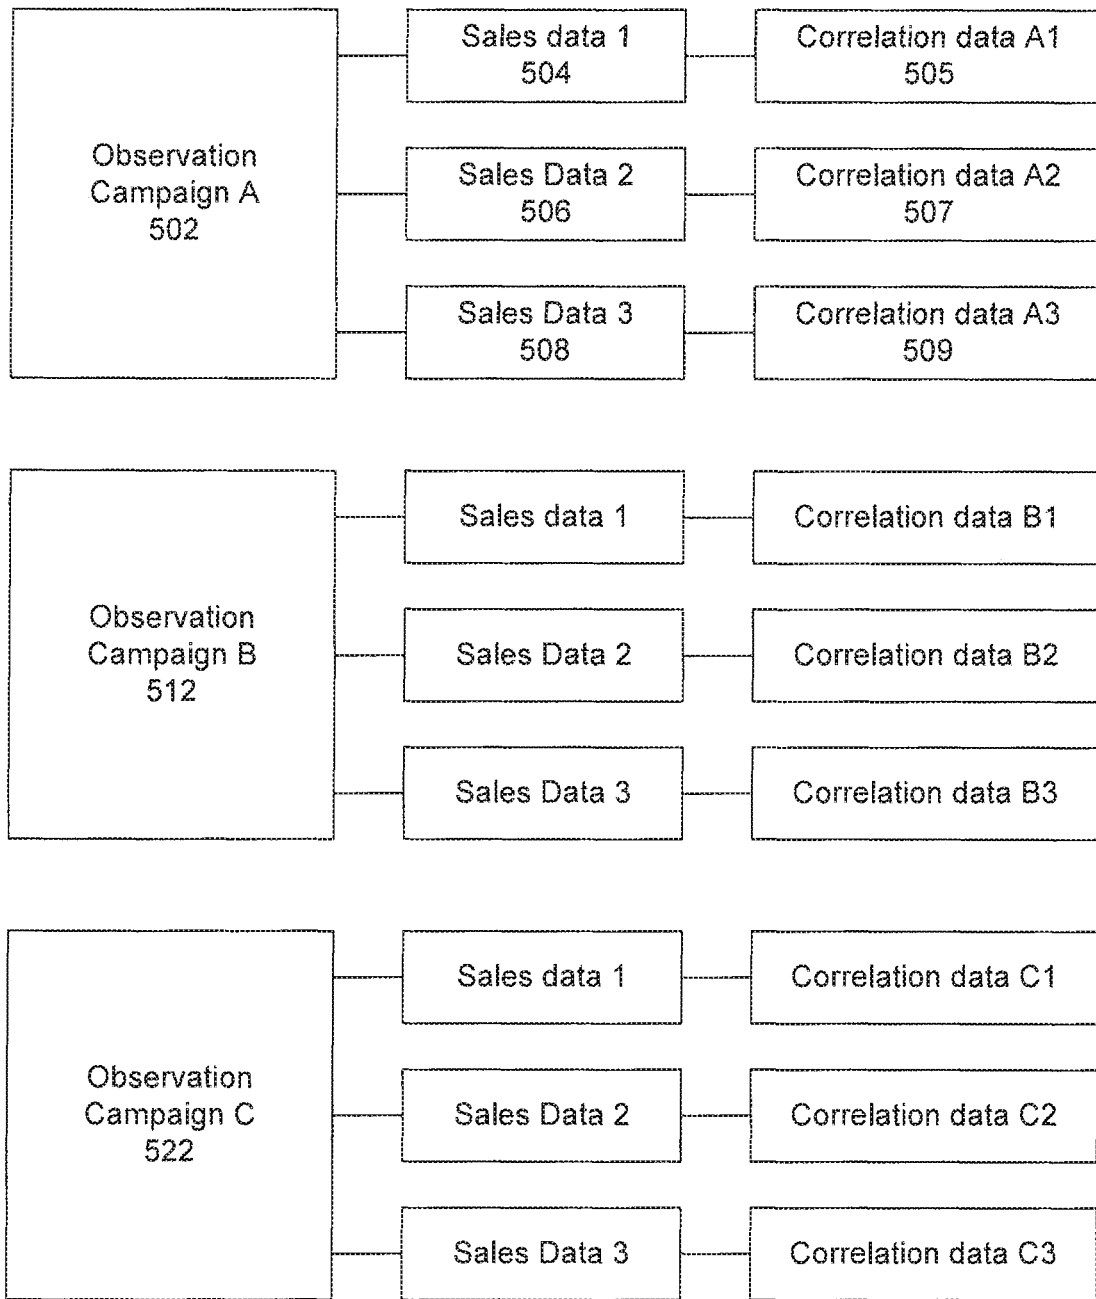 Observation
Campaign A
502
Sales data 1
504
Correlation data A1
505
Sales Data 2
506
Correlation data A2
507
Sales Data 3
508
Correlation data A3
509
Observation
Campaign B
512
Sales data 1
Correlation data B1
Sales Data 2
Correlation data B2
Sales Data 3
Correlation data B3
Observation
Campaign C
522
Sales data 1
Correlation data C1
Sales Data 2
Correlation data C2
Sales Data 3
Correlation data C3